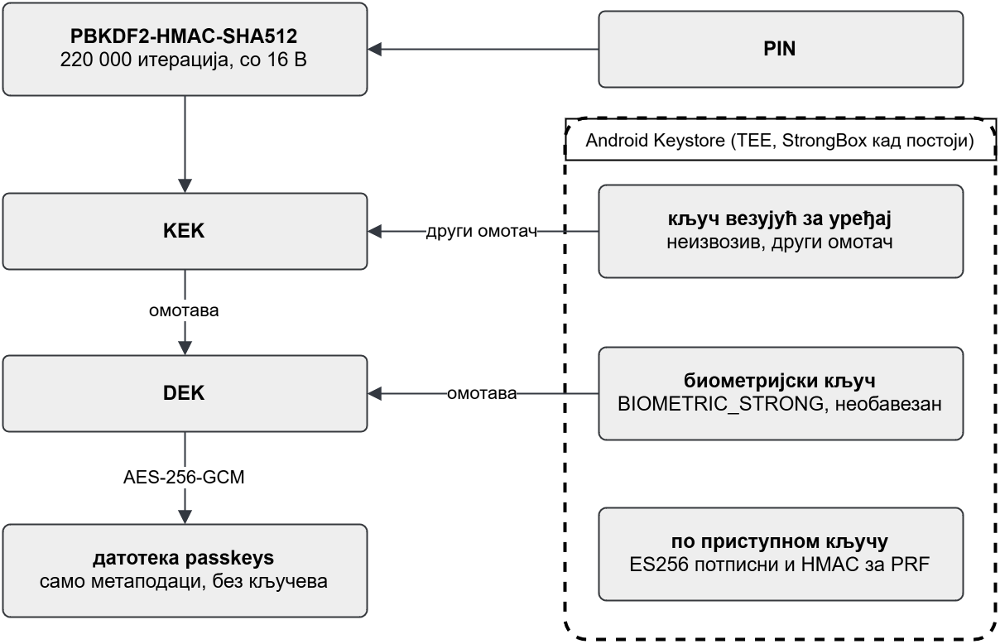 PBKDF2-HMAC-SHA512
220 000 итерација, со 16 B
PIN
Android Keystore (TEE, StrongBox кад постоји)
KEK
други омотач
кључ везујућ за уређај
неизвозив, други омотач
омотава
DEK
омотава
биометријски кључ
BIOMETRIC_STRONG, необавезан
AES-256-GCM
датотека passkeys
само метаподаци, без кључева
по приступном кључу
ES256 потписни и HMAC за PRF